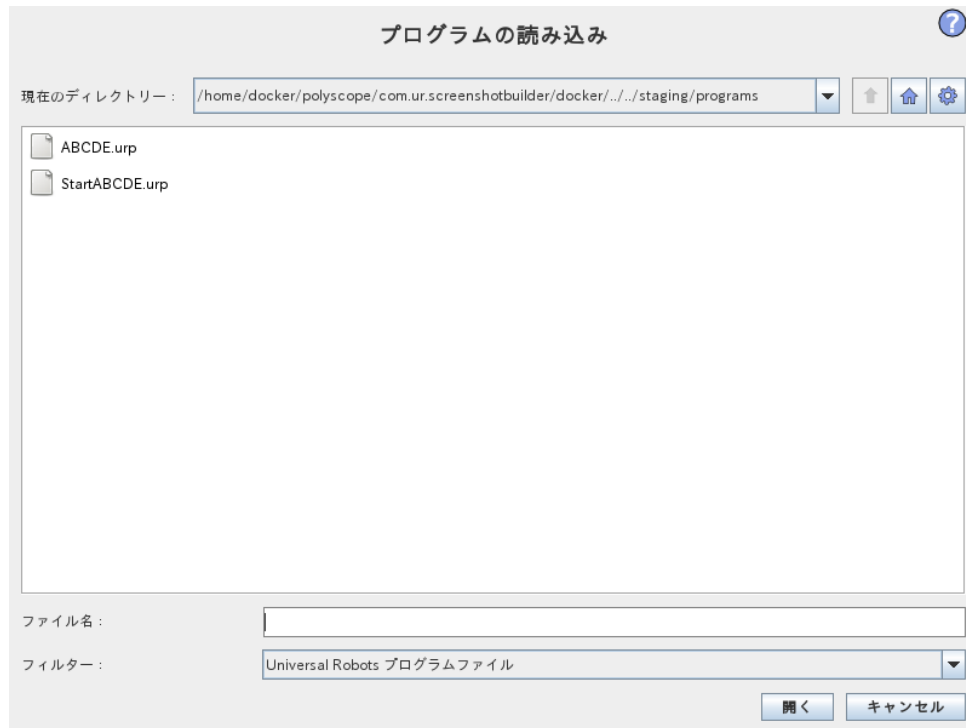 プログラムの読み込み
?
現在のディレクトリー：
/home/docker/polyscope/com.ur.screenshotbuilder/docker/../../staging/programs
ABCDE.urp
StartABCDE.urp
ファイル名：
フィルター：
Universal Robots プログラムファイル
開く
キャンセル